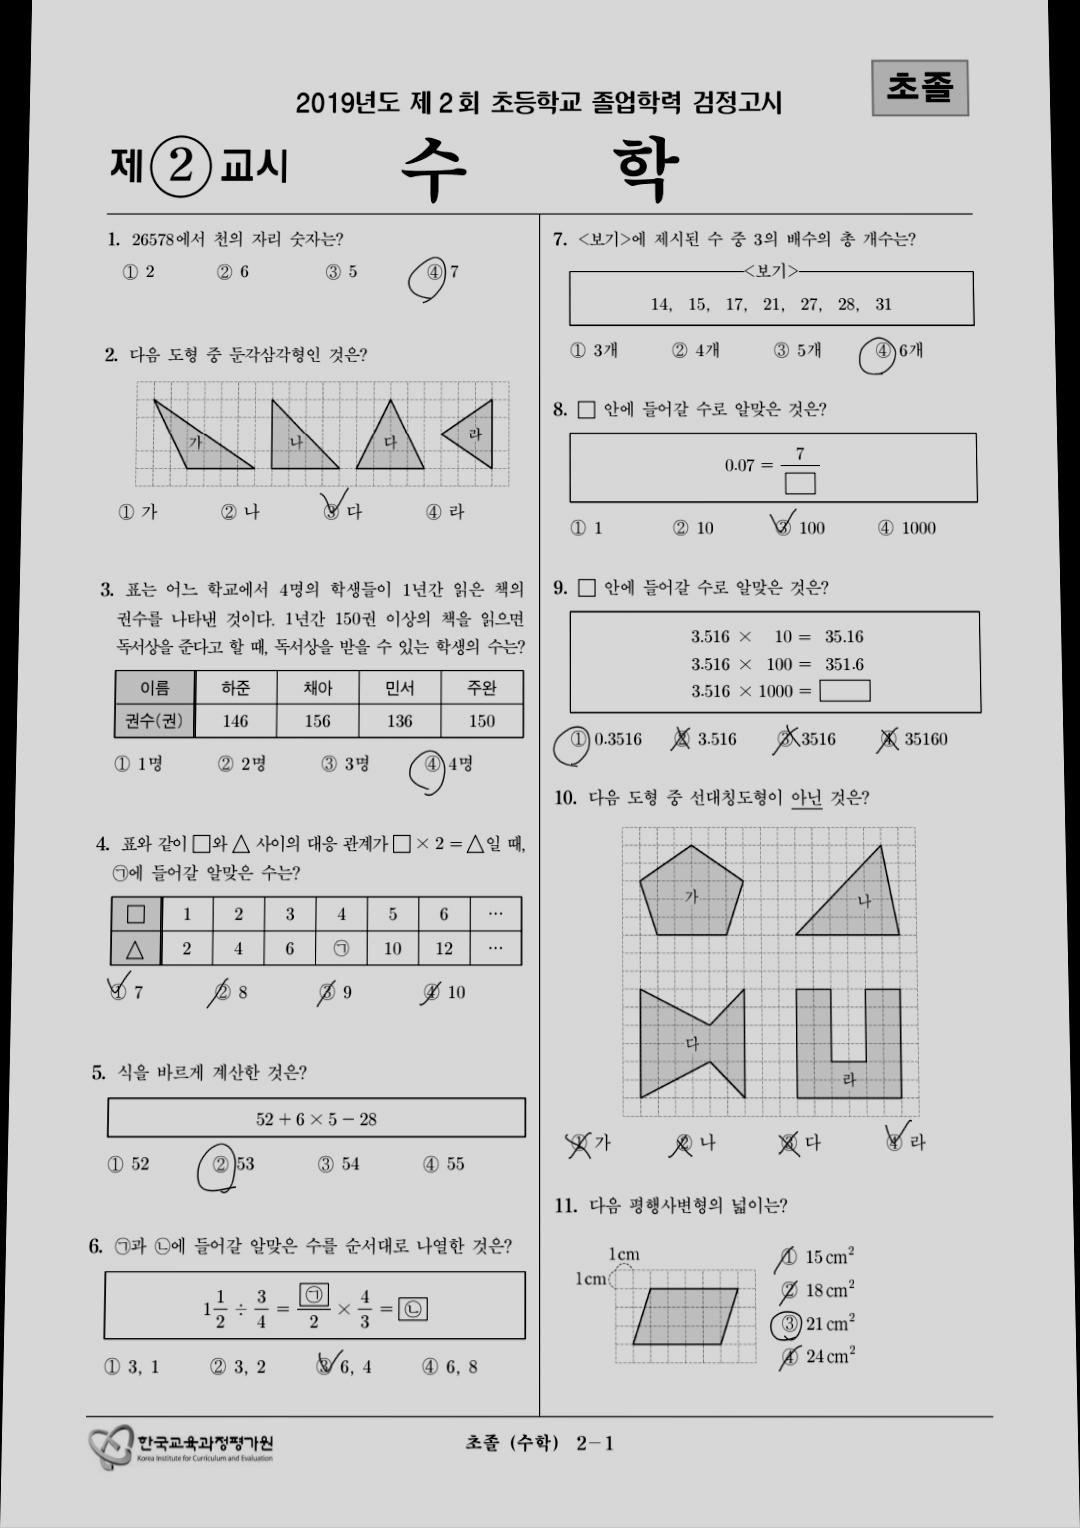 초졸
2019년도 제 2 회 초등학교 졸업학력 검정고시
제 ② 교시 수 학
1. 26578에서 천의 자리 숫자는?
① 2 ② 6 ③ 5 ④ 7
2. 다음 도형 중 둔각삼각형인 것은?
가 나 다 라
① 가 ② 나 ③ 다 ④ 라
3. 표는 어느 학교에서 4명의 학생들이 1년간 읽은 책의
권수를 나타낸 것이다. 1년간 150권 이상의 책을 읽으면
독서상을 준다고 할 때, 독서상을 받을 수 있는 학생의 수는?
이름 하준 채아 민서 주완
권수(권) 146 156 136 150
① 1명 ② 2명 ③ 3명 ④ 4명
4. 표와 같이 □와 △ 사이의 대응 관계가 □ × 2 = △일 때,
㉠에 들어갈 알맞은 수는?
□ 1 2 3 4 5 6 ⋯
△ 2 4 6 ㉠ 10 12 ⋯
① 7 ② 8 ③ 9 ④ 10
5. 식을 바르게 계산한 것은?
52 + 6 × 5 − 28
① 52 ② 53 ③ 54 ④ 55
6. ㉠과 ㉡에 들어갈 알맞은 수를 순서대로 나열한 것은?
1 1/2 ÷ 3/4 = ㉠/2 × 4/3 = ㉡
① 3, 1 ② 3, 2 ③ 6, 4 ④ 6, 8
7. <보기>에 제시된 수 중 3의 배수의 총 개수는?
<보기>
14, 15, 17, 21, 27, 28, 31
① 3개 ② 4개 ③ 5개 ④ 6개
8. □ 안에 들어갈 수로 알맞은 것은?
0.07 = 7/□
① 1 ② 10 ③ 100 ④ 1000
9. □ 안에 들어갈 수로 알맞은 것은?
3.516 × 10 = 35.16
3.516 × 100 = 351.6
3.516 × 1000 = □
① 0.3516 ② 3.516 ③ 3516 ④ 35160
10. 다음 도형 중 선대칭도형이 아닌 것은?
가 나
다 라
① 가 ② 나 ③ 다 ④ 라
11. 다음 평행사변형의 넓이는?
1cm
1cm
① 15 cm²
② 18 cm²
③ 21 cm²
④ 24 cm²
한국교육과정평가원
Korea Institute for Curriculum and Evaluation
초졸 (수학) 2−1